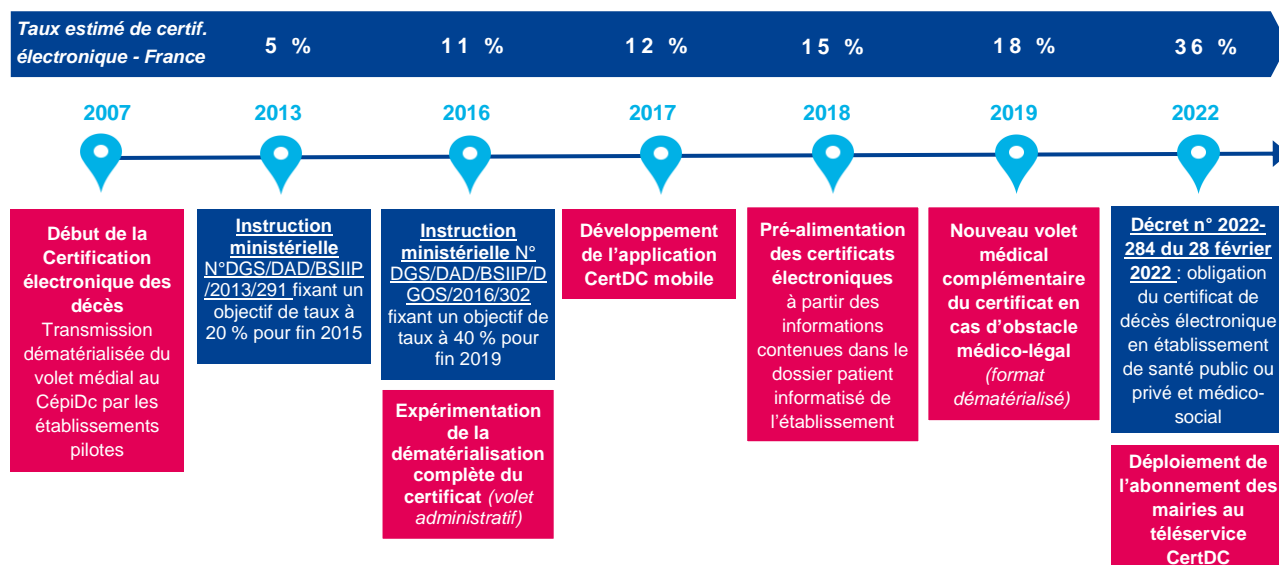 Taux estimé de certif.
électronique - France
5 %
11 %
12 %
15 %
18 %
36 %
2007
2013
2016
2017
2018
2019
2022
Début de la
Certification
électronique des
décès
Transmission
dématérialisée du
volet médial au
CépiDc par les
établissements
pilotes
Instruction
ministérielle
N°DGS/DAD/BSIIP
/2013/291 fixant un
objectif de taux à
20 % pour fin 2015
Instruction
ministérielle N°
DGS/DAD/BSIIP/D
GOS/2016/302
fixant un objectif de
taux à 40 % pour
fin 2019
Expérimentation
de la
dématérialisation
complète du
certificat (volet
administratif)
Développement
de l'application
CertDC mobile
Pré-alimentation
des certificats
électroniques
à partir des
informations
contenues dans le
dossier patient
informatisé de
l'établissement
Nouveau volet
médical
complémentaire
du certificat en
cas d'obstacle
médico-légal
(format
dématérialisé)
Décret n° 2022-
284 du 28 février
2022 : obligation
du certificat de
décès électronique
en établissement
de santé public ou
privé et médico-
social
Déploiement de
l'abonnement des
mairies au
téléservice
CertDC